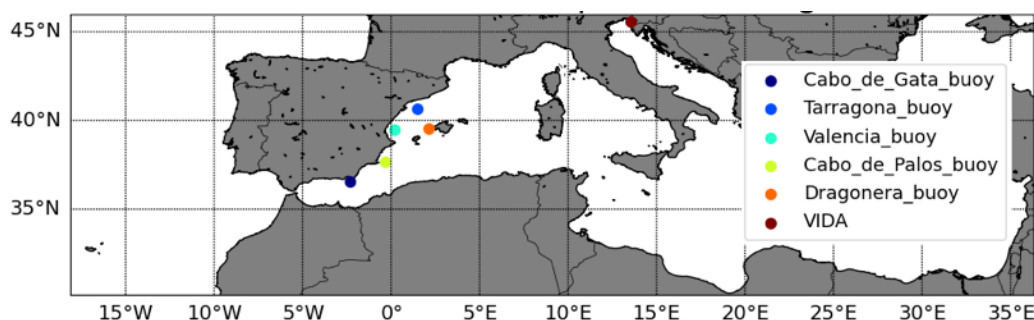 45°N
40°N
35°N
15°W
10°W
5°W
0°
5°E
10°E
15°E
20°E
25°E
30°E
35°E
Cabo_de_Gata_buoy
Tarragona_buoy
Valencia_buoy
Cabo_de_Palos_buoy
Dragonera_buoy
VIDA